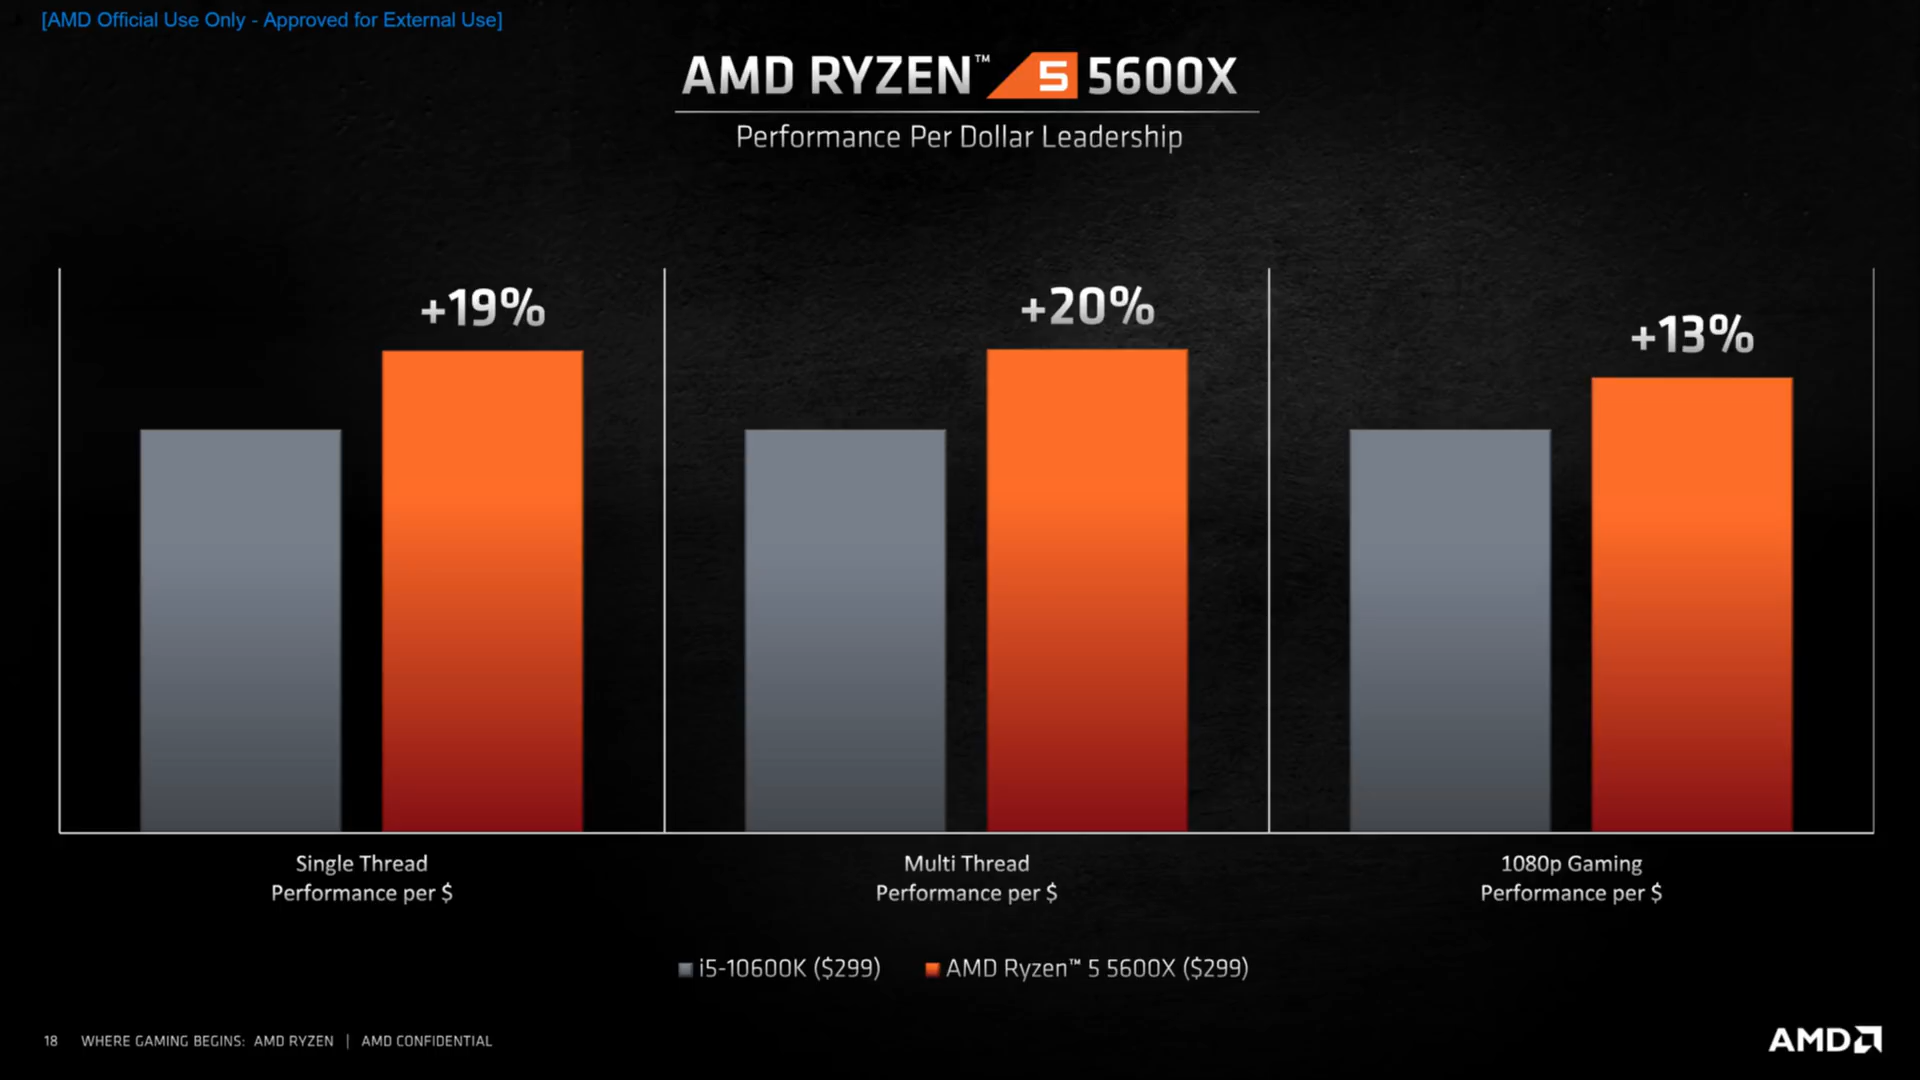 [AMD Official Use Only - Approved for External Use]
AMD RYZEN™ 5 5600X
Performance Per Dollar Leadership
+19%
+20%
+13%
Single Thread
Performance per $
Multi Thread
Performance per $
1080p Gaming
Performance per $
i5-10600K ($299)
AMD Ryzen™ 5 5600X ($299)
18 WHERE GAMING BEGINS: AMD RYZEN | AMD CONFIDENTIAL
AMD